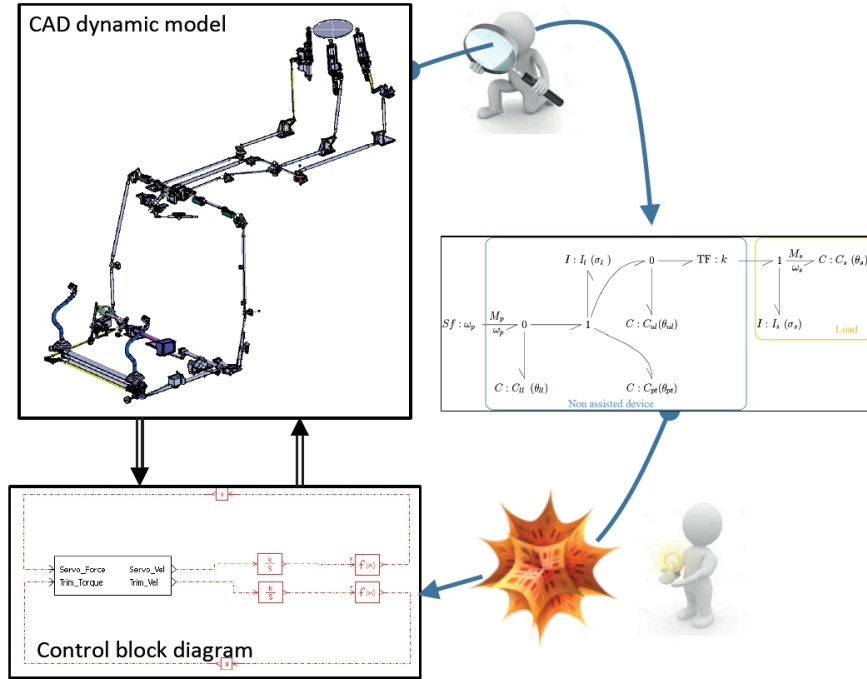 CAD dynamic model
I : I_l (σ_l)
0
TF : k
1
M_s
ω_s
C : C_s (θ_s)
Sf : ω_p
M_p
ω_p
0
1
C : C_ul(θ_ul)
I : I_s (σ_s)
Load
C : C_ll (θ_ll)
C : C_pt(θ_pt)
Non assisted device
Servo_Force
Servo_Vel
k
s
f(x)
Trim_Torque
Trim_Vel
k
s
f(x)
Control block diagram